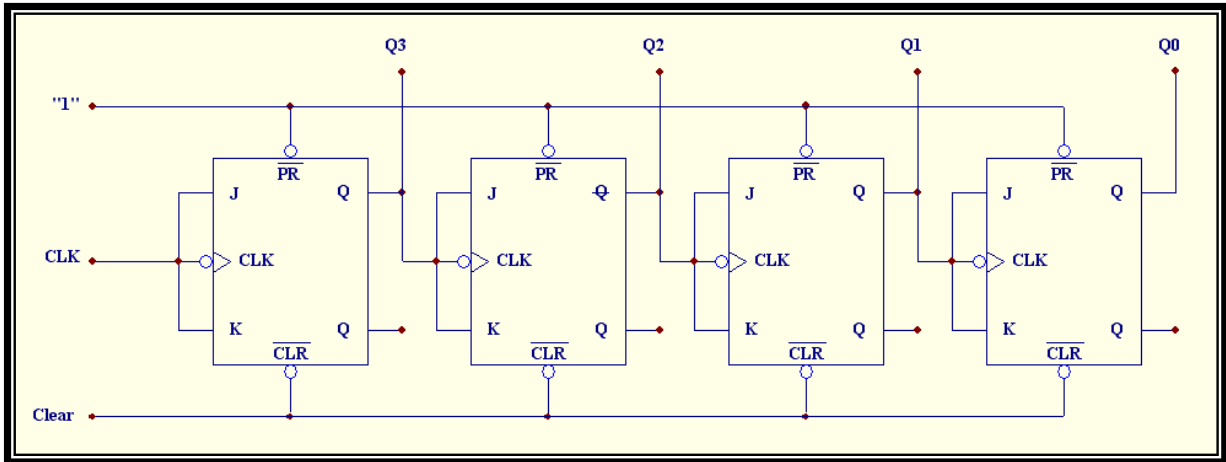 Q3 Q2 Q1 Q0
"1"
PR PR PR PR
J Q J Q J Q J Q
CLK CLK CLK CLK CLK
K Q K Q K Q K Q
CLR CLR CLR CLR
Clear